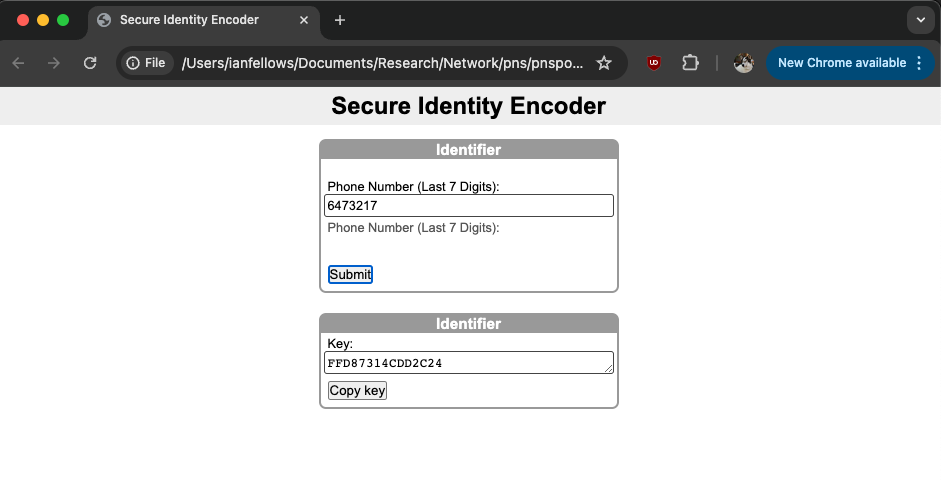 Secure Identity Encoder
File
/Users/ianfellows/Documents/Research/Network/pns/pnspo...
New Chrome available
Secure Identity Encoder
Identifier
Phone Number (Last 7 Digits):
6473217
Phone Number (Last 7 Digits):
Submit
Identifier
Key:
FFD87314CDD2C24
Copy key